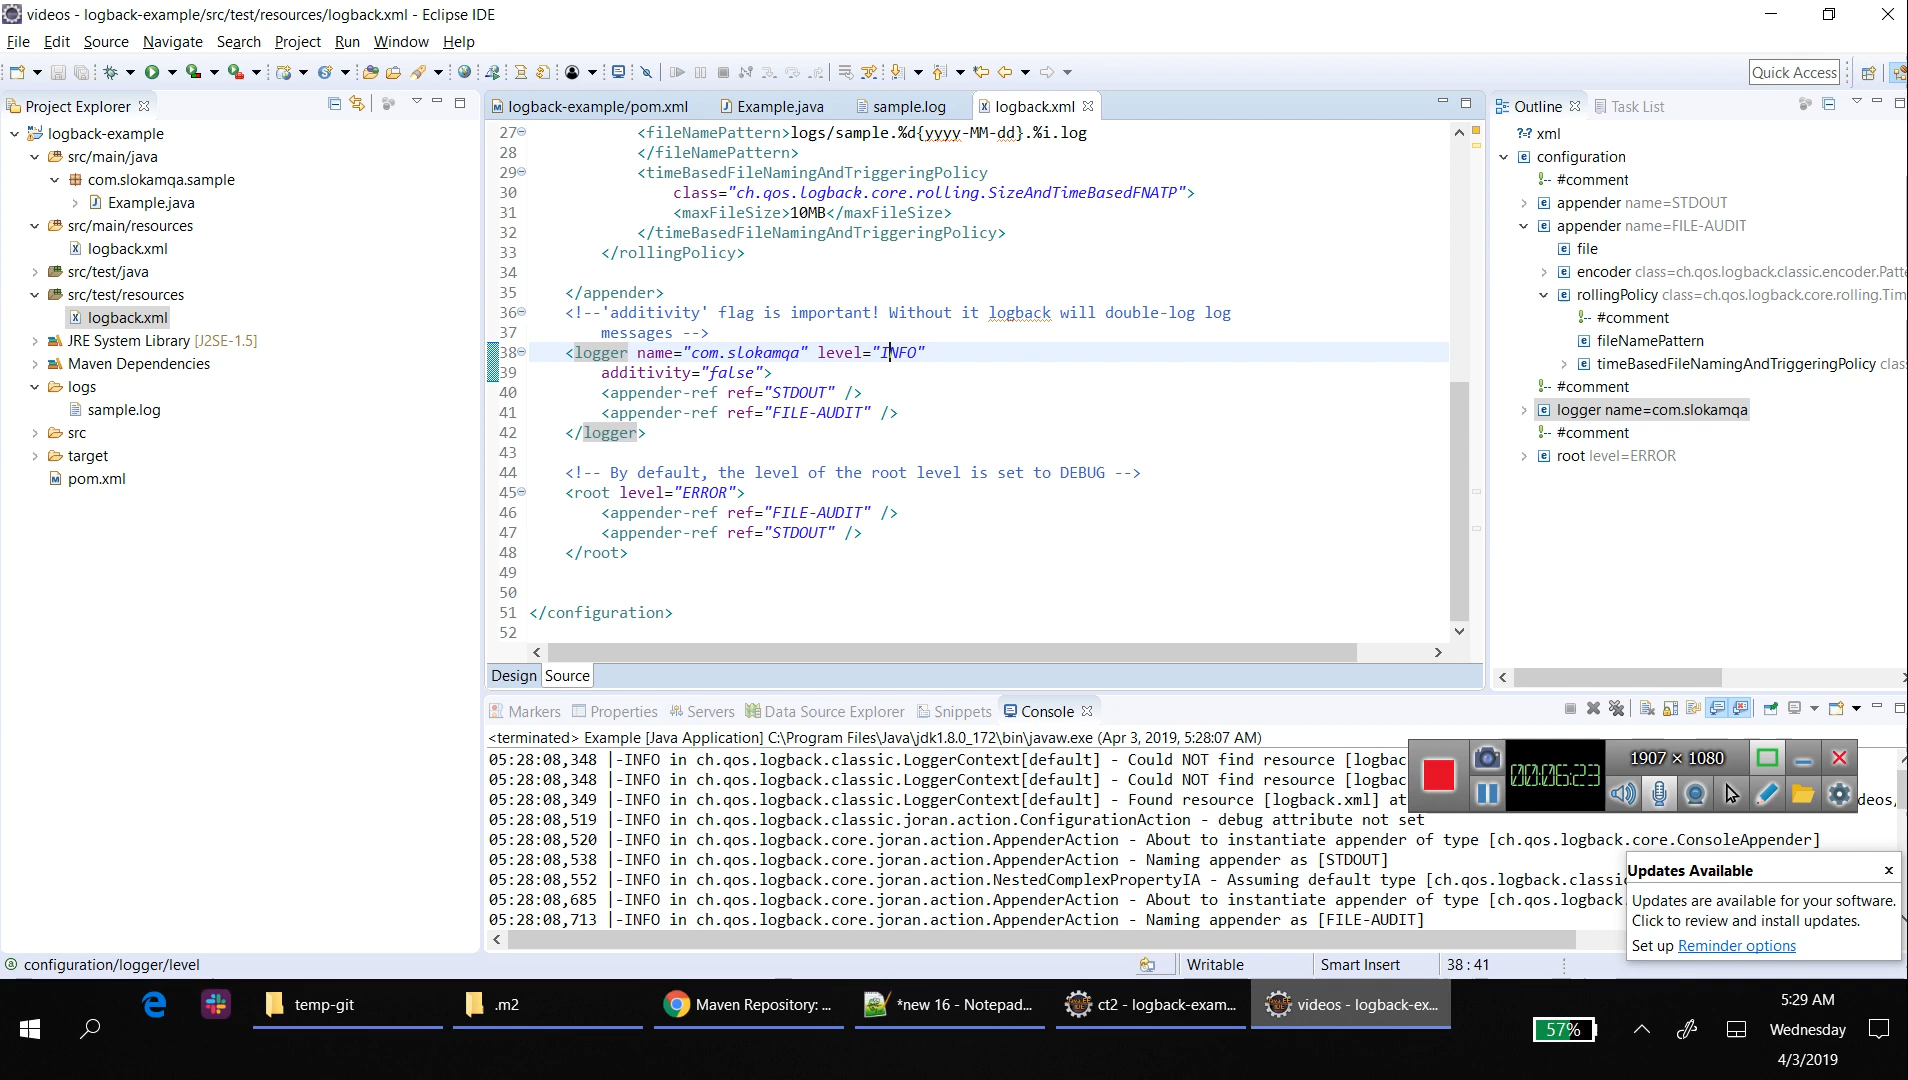 videos - logback-example/src/test/resources/logback.xml - Eclipse IDE
File Edit Source Navigate Search Project Run Window Help
Quick Access
Project Explorer
logback-example
src/main/java
com.slokamqa.sample
Example.java
src/main/resources
logback.xml
src/test/java
src/test/resources
logback.xml
JRE System Library [J2SE-1.5]
Maven Dependencies
logs
sample.log
src
target
pom.xml
logback-example/pom.xml Example.java sample.log logback.xml
27 <fileNamePattern>logs/sample.%d{yyyy-MM-dd}.%i.log
28 </fileNamePattern>
29 <timeBasedFileNamingAndTriggeringPolicy
30 class="ch.qos.logback.core.rolling.SizeAndTimeBasedFNATP">
31 <maxFileSize>10MB</maxFileSize>
32 </timeBasedFileNamingAndTriggeringPolicy>
33 </rollingPolicy>
34
35 </appender>
36 <!--'additivity' flag is important! Without it logback will double-log log
37 messages -->
38 <logger name="com.slokamqa" level="INFO"
39 additivity="false">
40 <appender-ref ref="STDOUT" />
41 <appender-ref ref="FILE-AUDIT" />
42 </logger>
43
44 <!-- By default, the level of the root level is set to DEBUG -->
45 <root level="ERROR">
46 <appender-ref ref="FILE-AUDIT" />
47 <appender-ref ref="STDOUT" />
48 </root>
49
50
51 </configuration>
52
Design Source
Outline Task List
?-? xml
configuration
#comment
appender name=STDOUT
appender name=FILE-AUDIT
file
encoder class=ch.qos.logback.classic.encoder.Patte
rollingPolicy class=ch.qos.logback.core.rolling.Tim
#comment
fileNamePattern
timeBasedFileNamingAndTriggeringPolicy clas
#comment
logger name=com.slokamqa
#comment
root level=ERROR
Markers Properties Servers Data Source Explorer Snippets Console
<terminated> Example [Java Application] C:\Program Files\Java\jdk1.8.0_172\bin\javaw.exe (Apr 3, 2019, 5:28:07 AM)
05:28:08,348 |-INFO in ch.qos.logback.classic.LoggerContext[default] - Could NOT find resource [logbac
05:28:08,348 |-INFO in ch.qos.logback.classic.LoggerContext[default] - Could NOT find resource [logbac
05:28:08,349 |-INFO in ch.qos.logback.classic.LoggerContext[default] - Found resource [logback.xml] at deos,
05:28:08,519 |-INFO in ch.qos.logback.classic.joran.action.ConfigurationAction - debug attribute not set
05:28:08,520 |-INFO in ch.qos.logback.core.joran.action.AppenderAction - About to instantiate appender of type [ch.qos.logback.core.ConsoleAppender]
05:28:08,538 |-INFO in ch.qos.logback.core.joran.action.AppenderAction - Naming appender as [STDOUT]
05:28:08,552 |-INFO in ch.qos.logback.core.joran.action.NestedComplexPropertyIA - Assuming default type [ch.qos.logback.classi
05:28:08,685 |-INFO in ch.qos.logback.core.joran.action.AppenderAction - About to instantiate appender of type [ch.qos.logback.
05:28:08,713 |-INFO in ch.qos.logback.core.joran.action.AppenderAction - Naming appender as [FILE-AUDIT]
00:06:23
1907 × 1080
Updates Available
Updates are available for your software.
Click to review and install updates.
Set up Reminder options
configuration/logger/level
Writable Smart Insert 38 : 41
temp-git
.m2
Maven Repository: ...
*new 16 - Notepad...
ct2 - logback-exam...
videos - logback-ex...
57%
5:29 AM
Wednesday
4/3/2019